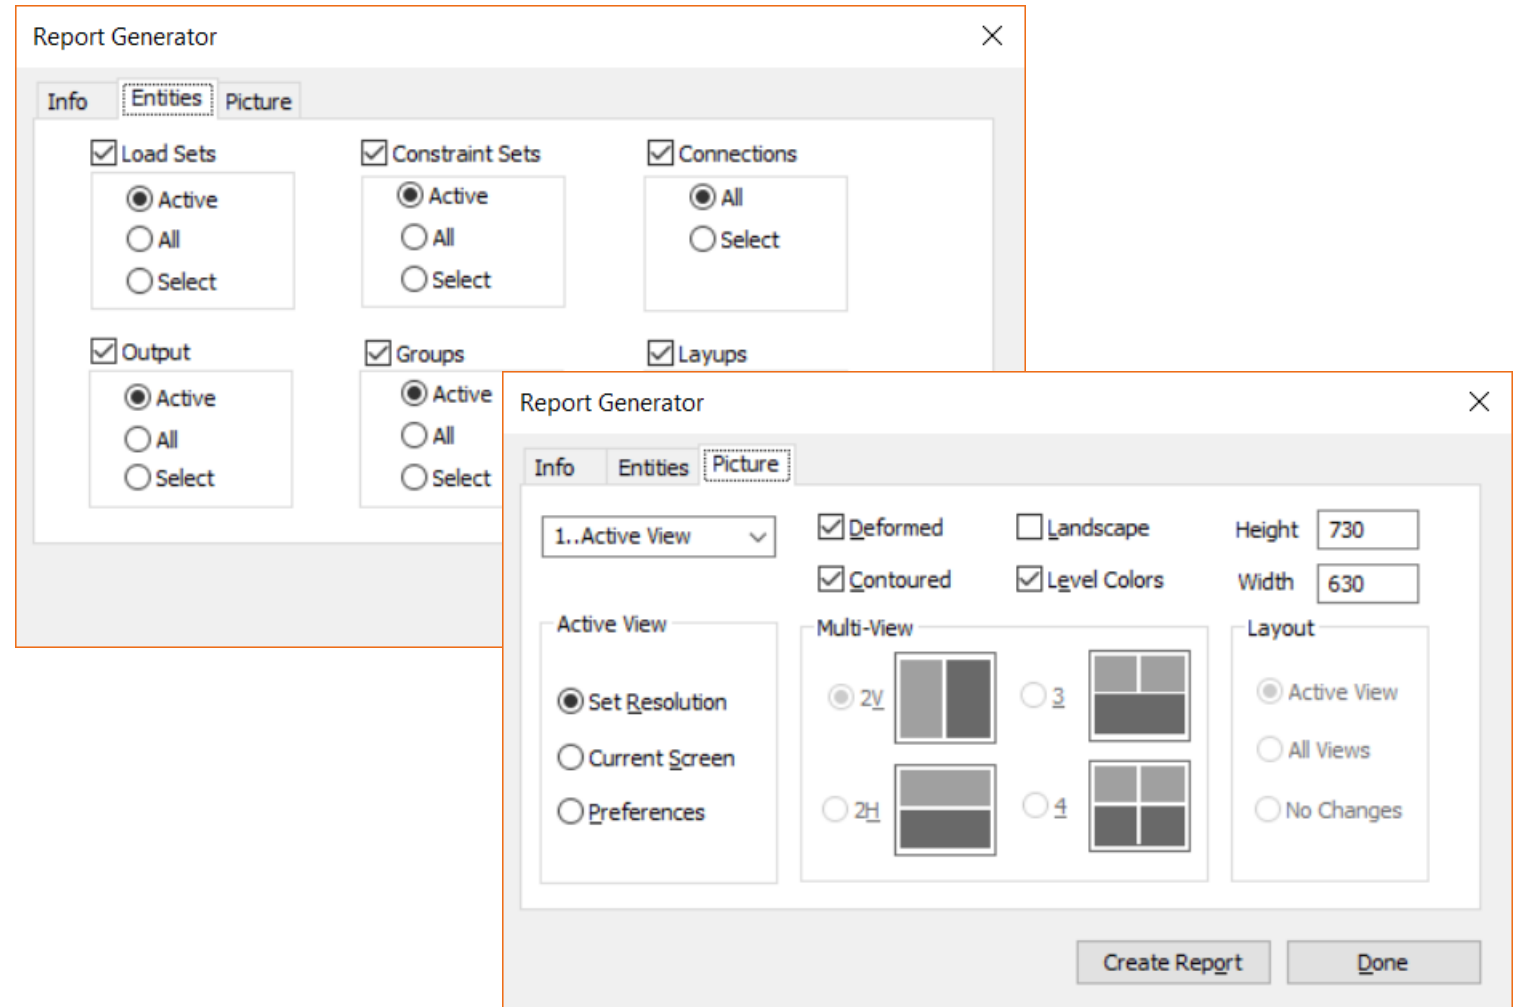 Report Generator
Info Entities Picture
Load Sets Constraint Sets Connections
Active Active All
All All Select
Select Select
Output Groups Layups
Active Active
All All
Select Select
Report Generator
Info Entities Picture
1..Active View Deformed Landscape Height 730
Contoured Level Colors Width 630
Active View Multi-View Layout
Set Resolution 2V 3 Active View
Current Screen All Views
Preferences 2H 4 No Changes
Create Report Done